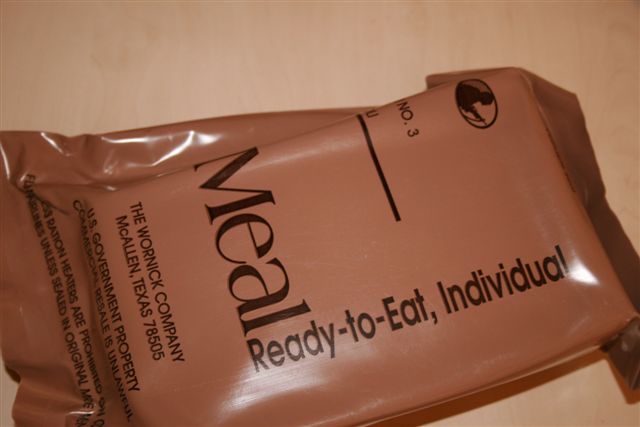 NO. 3
Meal
Ready-to-Eat, Individual
THE WORNICK COMPANY
McALLEN, TEXAS 78505
U.S. GOVERNMENT PROPERTY
COMMERCIAL RESALE IS UNLAWFUL
RATION HEATERS ARE PROHIBITED ON
UNLESS SEALED IN ORIGINAL